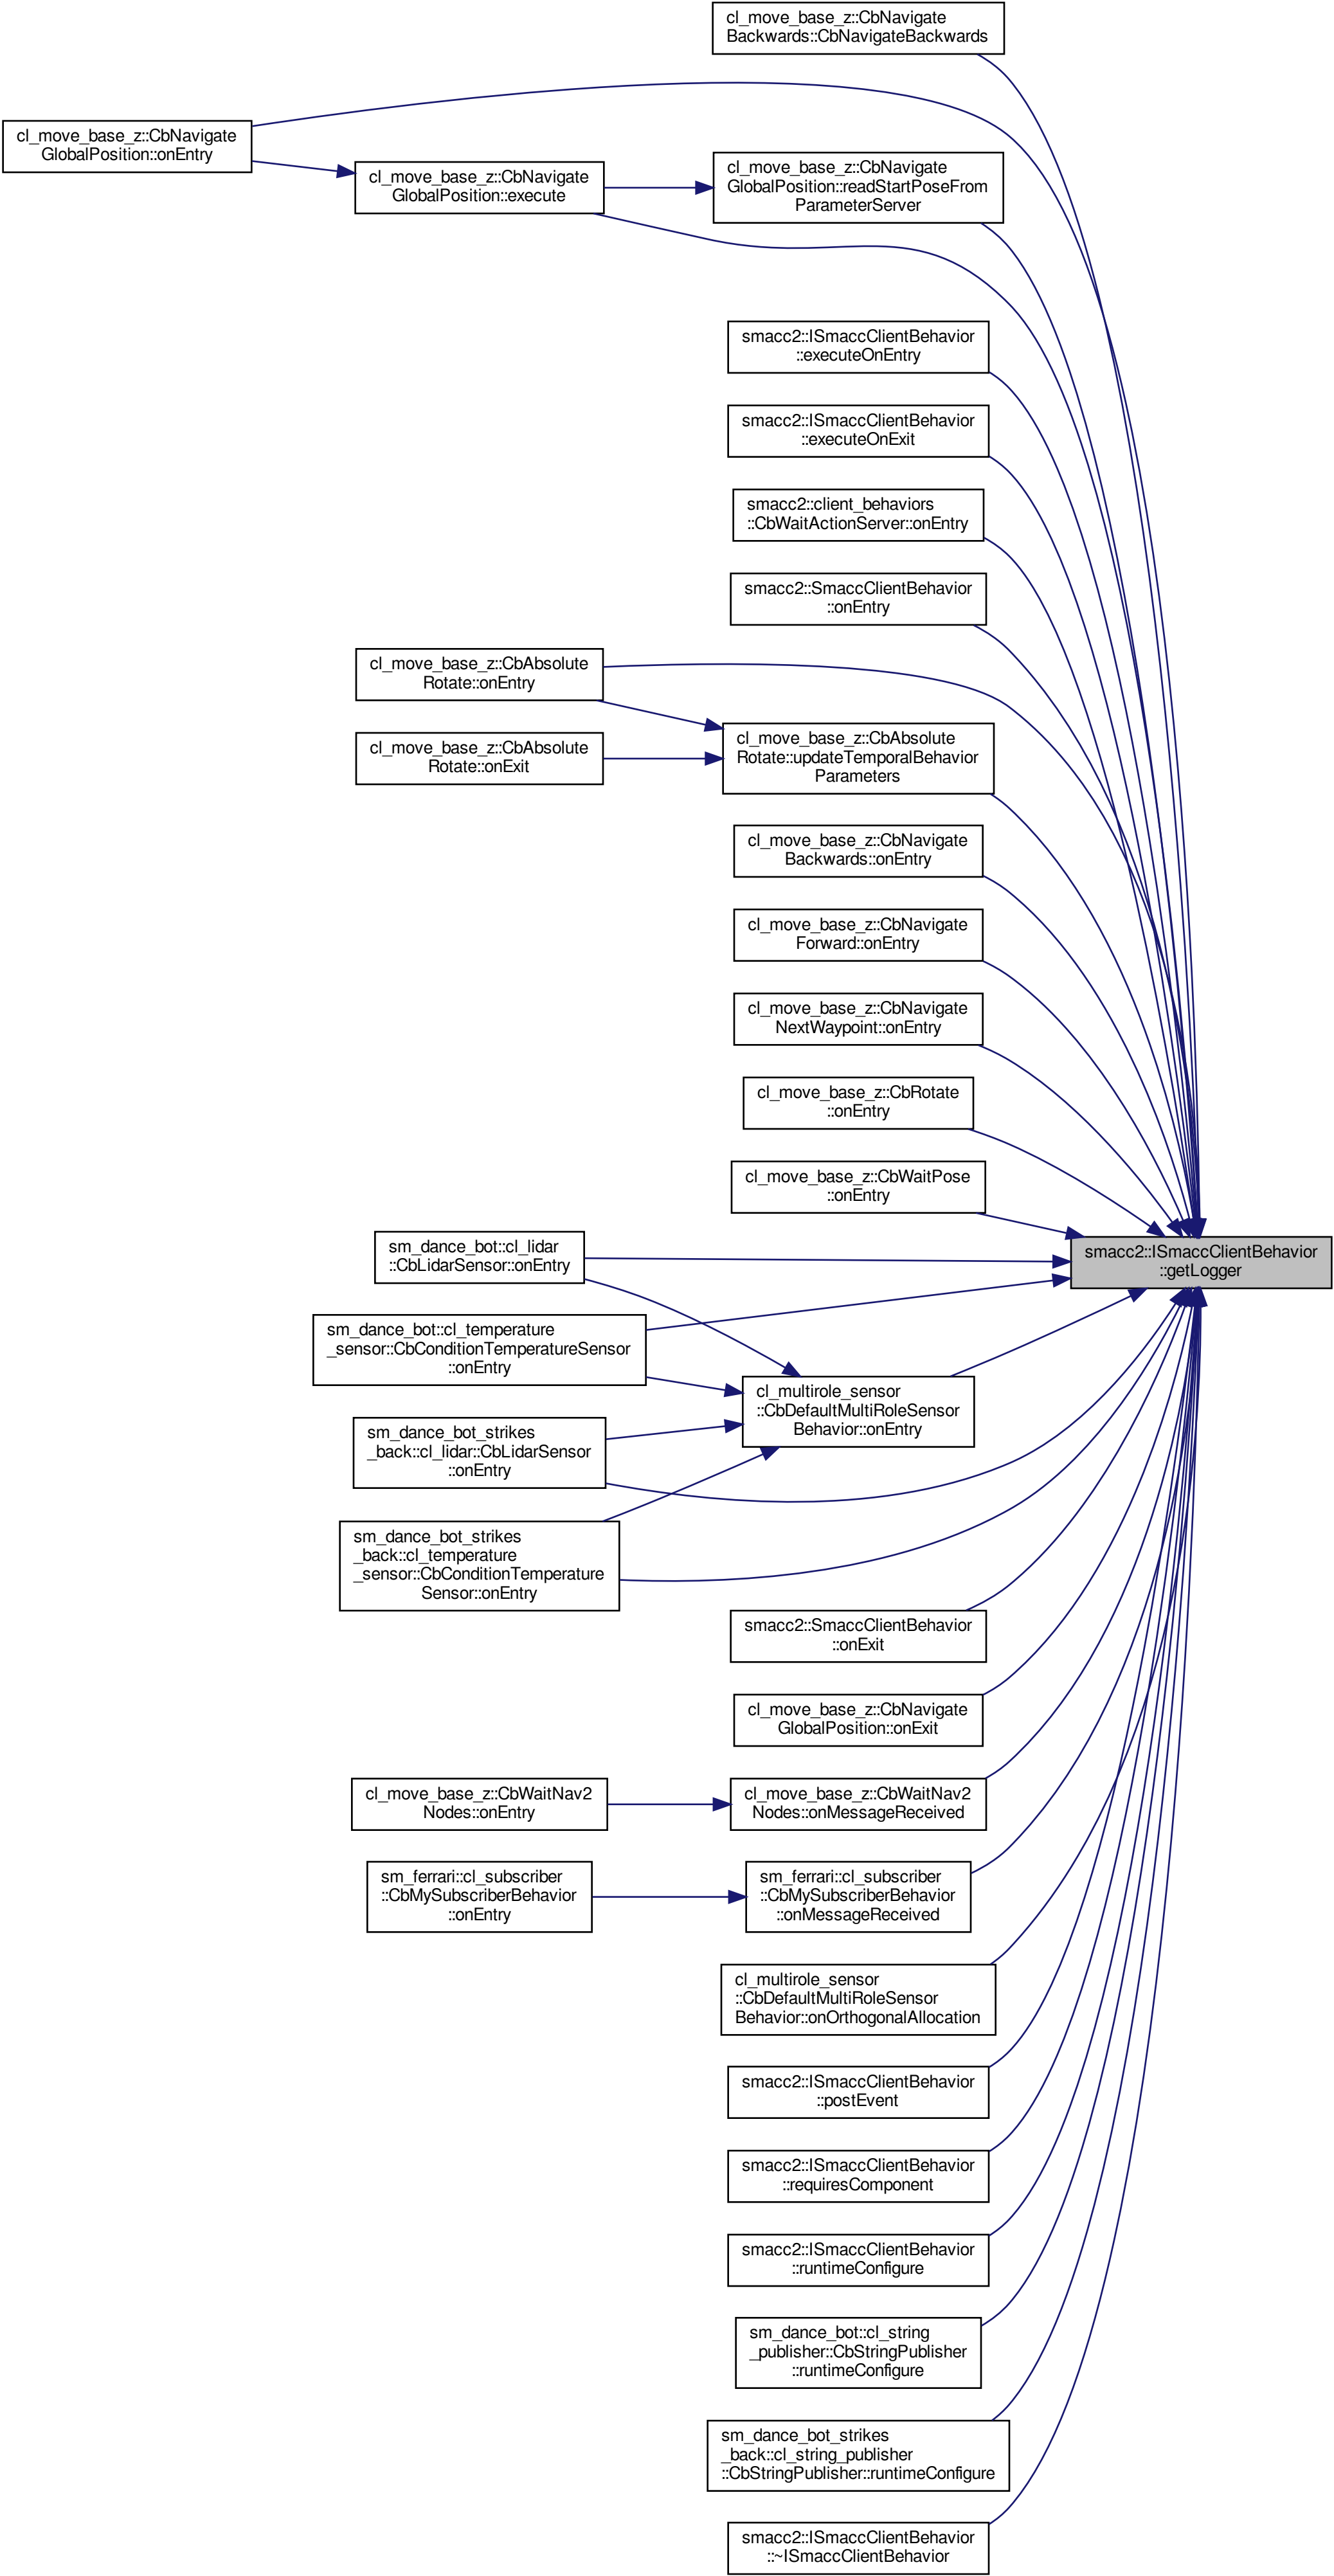 cl_move_base_z::CbNavigate
Backwards::CbNavigateBackwards
cl_move_base_z::CbNavigate
GlobalPosition::onEntry
cl_move_base_z::CbNavigate
GlobalPosition::execute
cl_move_base_z::CbNavigate
GlobalPosition::readStartPoseFrom
ParameterServer
smacc2::ISmaccClientBehavior
::executeOnEntry
smacc2::ISmaccClientBehavior
::executeOnExit
smacc2::client_behaviors
::CbWaitActionServer::onEntry
smacc2::SmaccClientBehavior
::onEntry
cl_move_base_z::CbAbsolute
Rotate::onEntry
cl_move_base_z::CbAbsolute
Rotate::onExit
cl_move_base_z::CbAbsolute
Rotate::updateTemporalBehavior
Parameters
cl_move_base_z::CbNavigate
Backwards::onEntry
cl_move_base_z::CbNavigate
Forward::onEntry
cl_move_base_z::CbNavigate
NextWaypoint::onEntry
cl_move_base_z::CbRotate
::onEntry
cl_move_base_z::CbWaitPose
::onEntry
smacc2::ISmaccClientBehavior
::getLogger
sm_dance_bot::cl_lidar
::CbLidarSensor::onEntry
sm_dance_bot::cl_temperature
_sensor::CbConditionTemperatureSensor
::onEntry
cl_multirole_sensor
::CbDefaultMultiRoleSensor
Behavior::onEntry
sm_dance_bot_strikes
_back::cl_lidar::CbLidarSensor
::onEntry
sm_dance_bot_strikes
_back::cl_temperature
_sensor::CbConditionTemperature
Sensor::onEntry
smacc2::SmaccClientBehavior
::onExit
cl_move_base_z::CbNavigate
GlobalPosition::onExit
cl_move_base_z::CbWaitNav2
Nodes::onEntry
cl_move_base_z::CbWaitNav2
Nodes::onMessageReceived
sm_ferrari::cl_subscriber
::CbMySubscriberBehavior
::onEntry
sm_ferrari::cl_subscriber
::CbMySubscriberBehavior
::onMessageReceived
cl_multirole_sensor
::CbDefaultMultiRoleSensor
Behavior::onOrthogonalAllocation
smacc2::ISmaccClientBehavior
::postEvent
smacc2::ISmaccClientBehavior
::requiresComponent
smacc2::ISmaccClientBehavior
::runtimeConfigure
sm_dance_bot::cl_string
_publisher::CbStringPublisher
::runtimeConfigure
sm_dance_bot_strikes
_back::cl_string_publisher
::CbStringPublisher::runtimeConfigure
smacc2::ISmaccClientBehavior
::~ISmaccClientBehavior